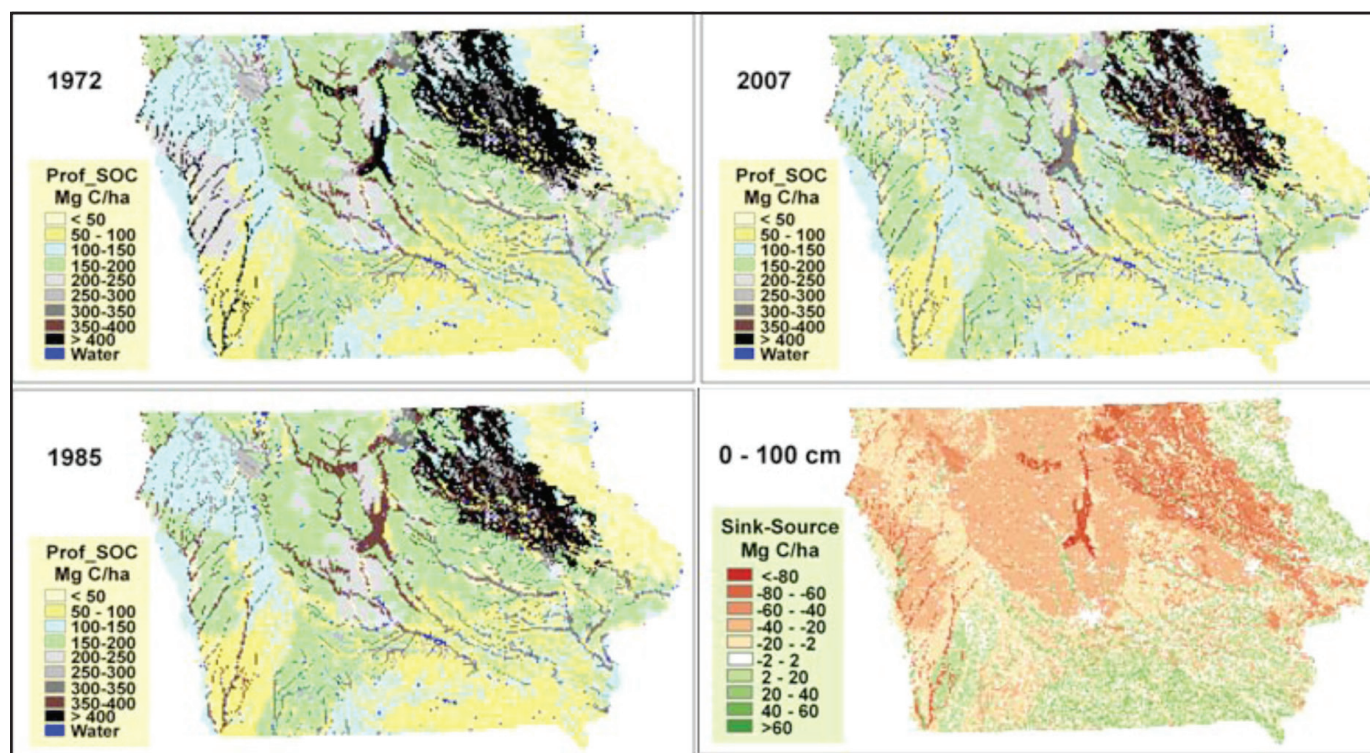 1972
Prof_SOC
Mg C/ha
< 50
50 - 100
100-150
150-200
200-250
250-300
300-350
350-400
> 400
Water
2007
Prof_SOC
Mg C/ha
< 50
50 - 100
100-150
150-200
200-250
250-300
300-350
350-400
> 400
Water
1985
Prof_SOC
Mg C/ha
< 50
50 - 100
100-150
150-200
200-250
250-300
300-350
350-400
> 400
Water
0 - 100 cm
Sink-Source
Mg C/ha
<-80
-80 - -60
-60 - -40
-40 - -20
-20 - -2
-2 - 2
2 - 20
20 - 40
40 - 60
>60